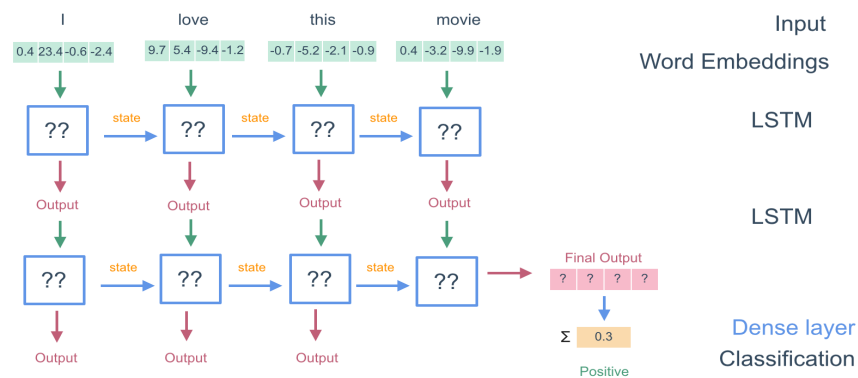 I love this movie Input
0.4 23.4 -0.6 -2.4 9.7 5.4 -9.4 -1.2 -0.7 -5.2 -2.1 -0.9 0.4 -3.2 -9.9 -1.9
Word Embeddings
state state state
?? ?? ?? ?? LSTM
Output Output Output Output
LSTM
state state state
?? ?? ?? ??
Final Output
? ? ? ?
Dense layer
Σ 0.3
Output Output Output
Classification
Positive